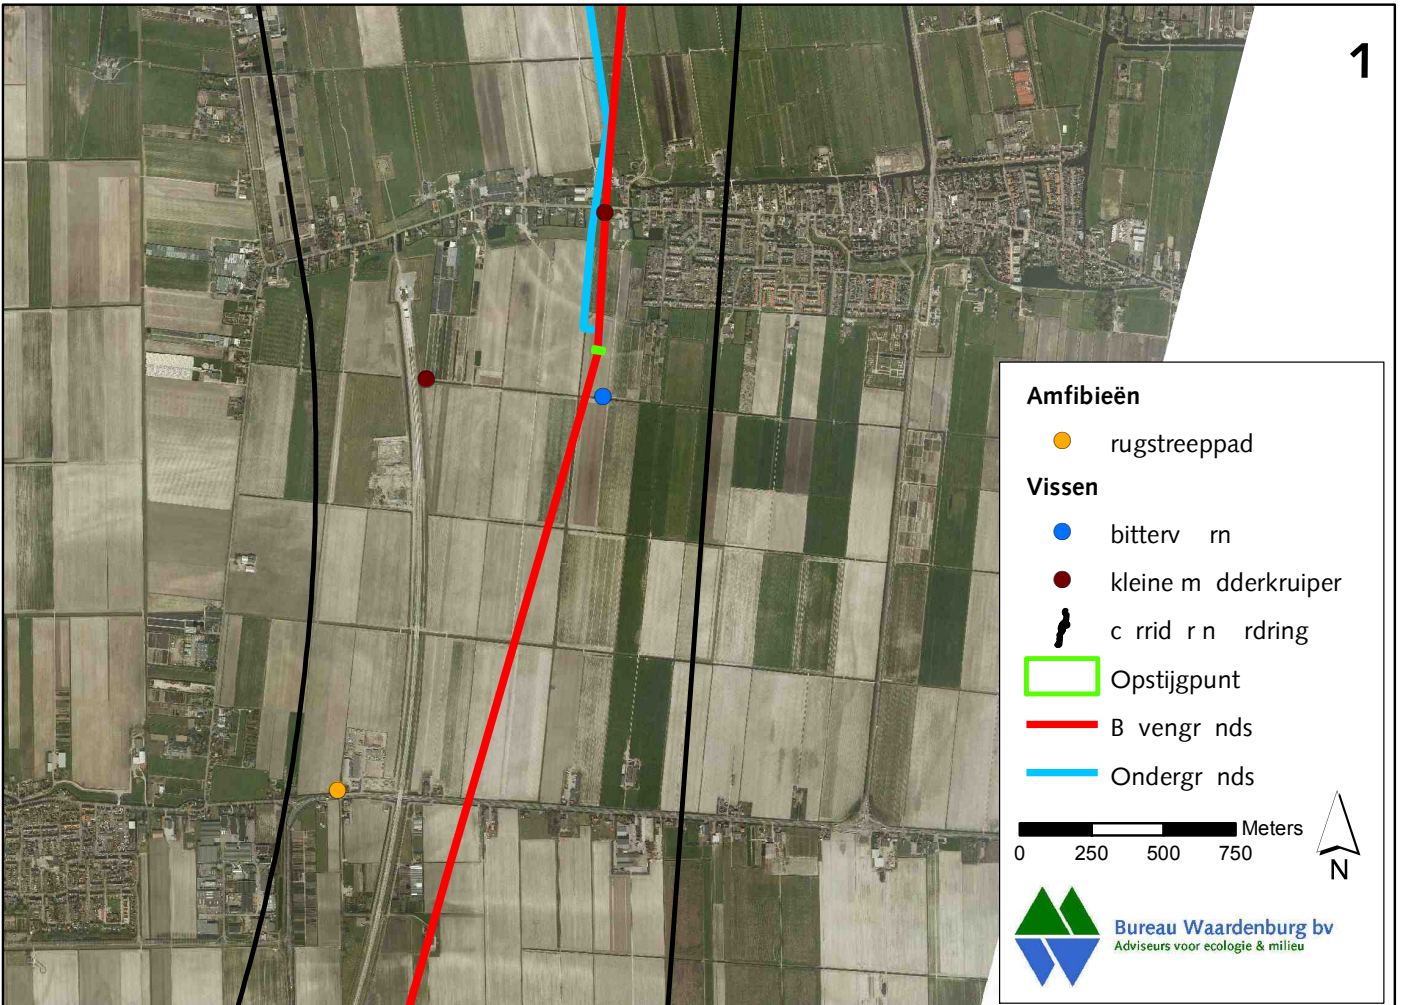 1
Amfibieën
rugstreeppad
Vissen
bitterv rn
kleine m dderkruiper
c rrid r n rdring
Opstijgpunt
B vengr nds
Ondergr nds
Meters
0 250 500 750
N
Bureau Waardenburg bv
Adviseurs voor ecologie & milieu